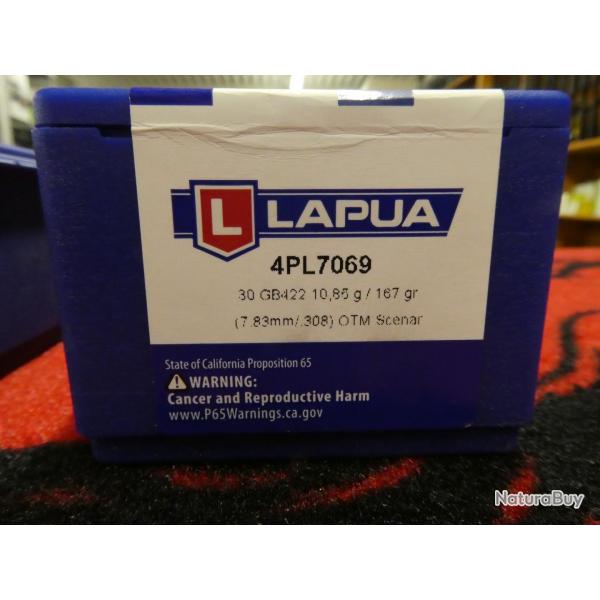 L LAPUA
4PL7069
30 GB422 10,85 g / 167 gr
(7.83mm/.308) OTM Scenar
State of California Proposition 65
WARNING:
Cancer and Reproductive Harm
www.P65Warnings.ca.gov
NaturaBuy